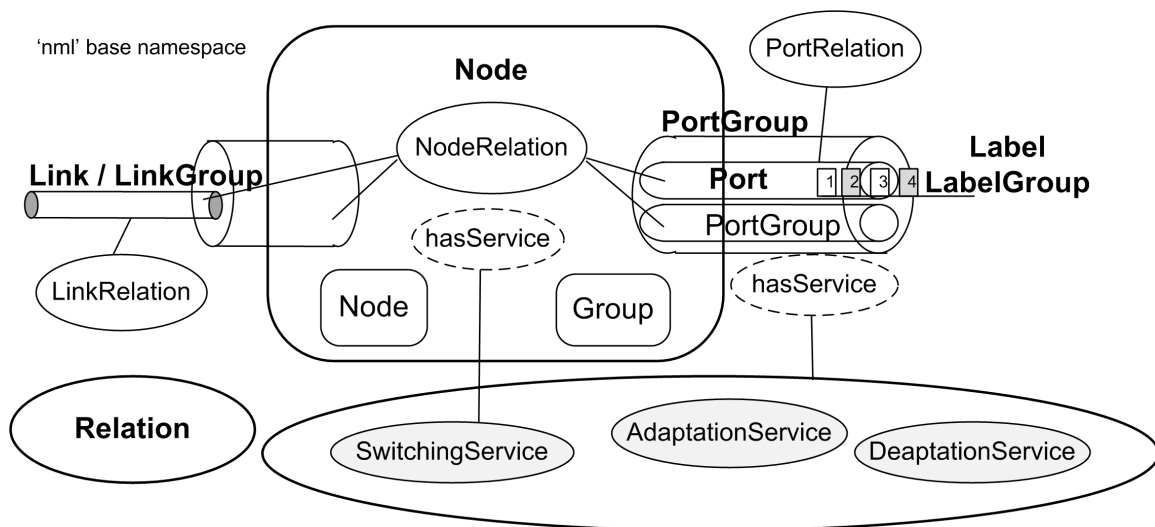 ‘nml’ base namespace
Node
PortRelation
NodeRelation
PortGroup
Label
LabelGroup
Link / LinkGroup
Port
1
2
3
4
PortGroup
hasService
hasService
LinkRelation
Node
Group
Relation
SwitchingService
AdaptationService
DeaptationService